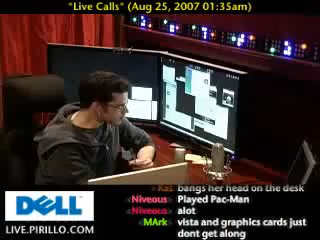 "Live Calls" (Aug 25, 2007 01:35am)
<Kat> bangs her head on the desk
<Niveous> Played Pac-Man
<Niveous> alot
<MArk> vista and graphics cards just
dont get along
DELL
LIVE.PIRILLO.COM